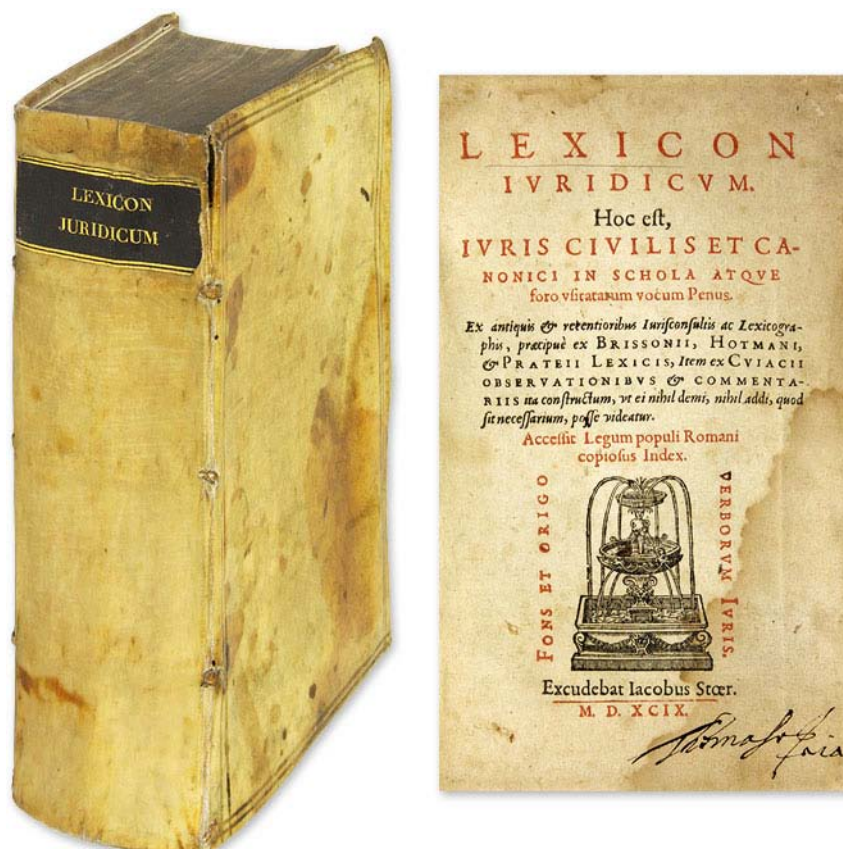 LEXICON
JURIDICUM
LEXICON
IVRIDICVM.
Hoc eſt,
IVRIS CIVILIS ET CA-
NONICI IN SCHOLA ATQVE
foro vſitatarum vocum Penus.
Ex antiquis & recentioribus Iuriſconſultis ac Lexicogra-
phis, præcipuè ex BRISSONII, HOTMANI,
& PRATEII LEXICIS, Item ex CVIACII
OBSERVATIONIBVS & COMMENTA-
RIIS ita conſtructum, vt ei nihil demi, nihil addi, quod
ſit neceſſarium, poſſe videatur.
Acceſſit Legum populi Romani
copioſus Index.
FONS ET ORIGO
VERBORVM IVRIS.
Excudebat Iacobus Stœr.
M. D. XCIX.